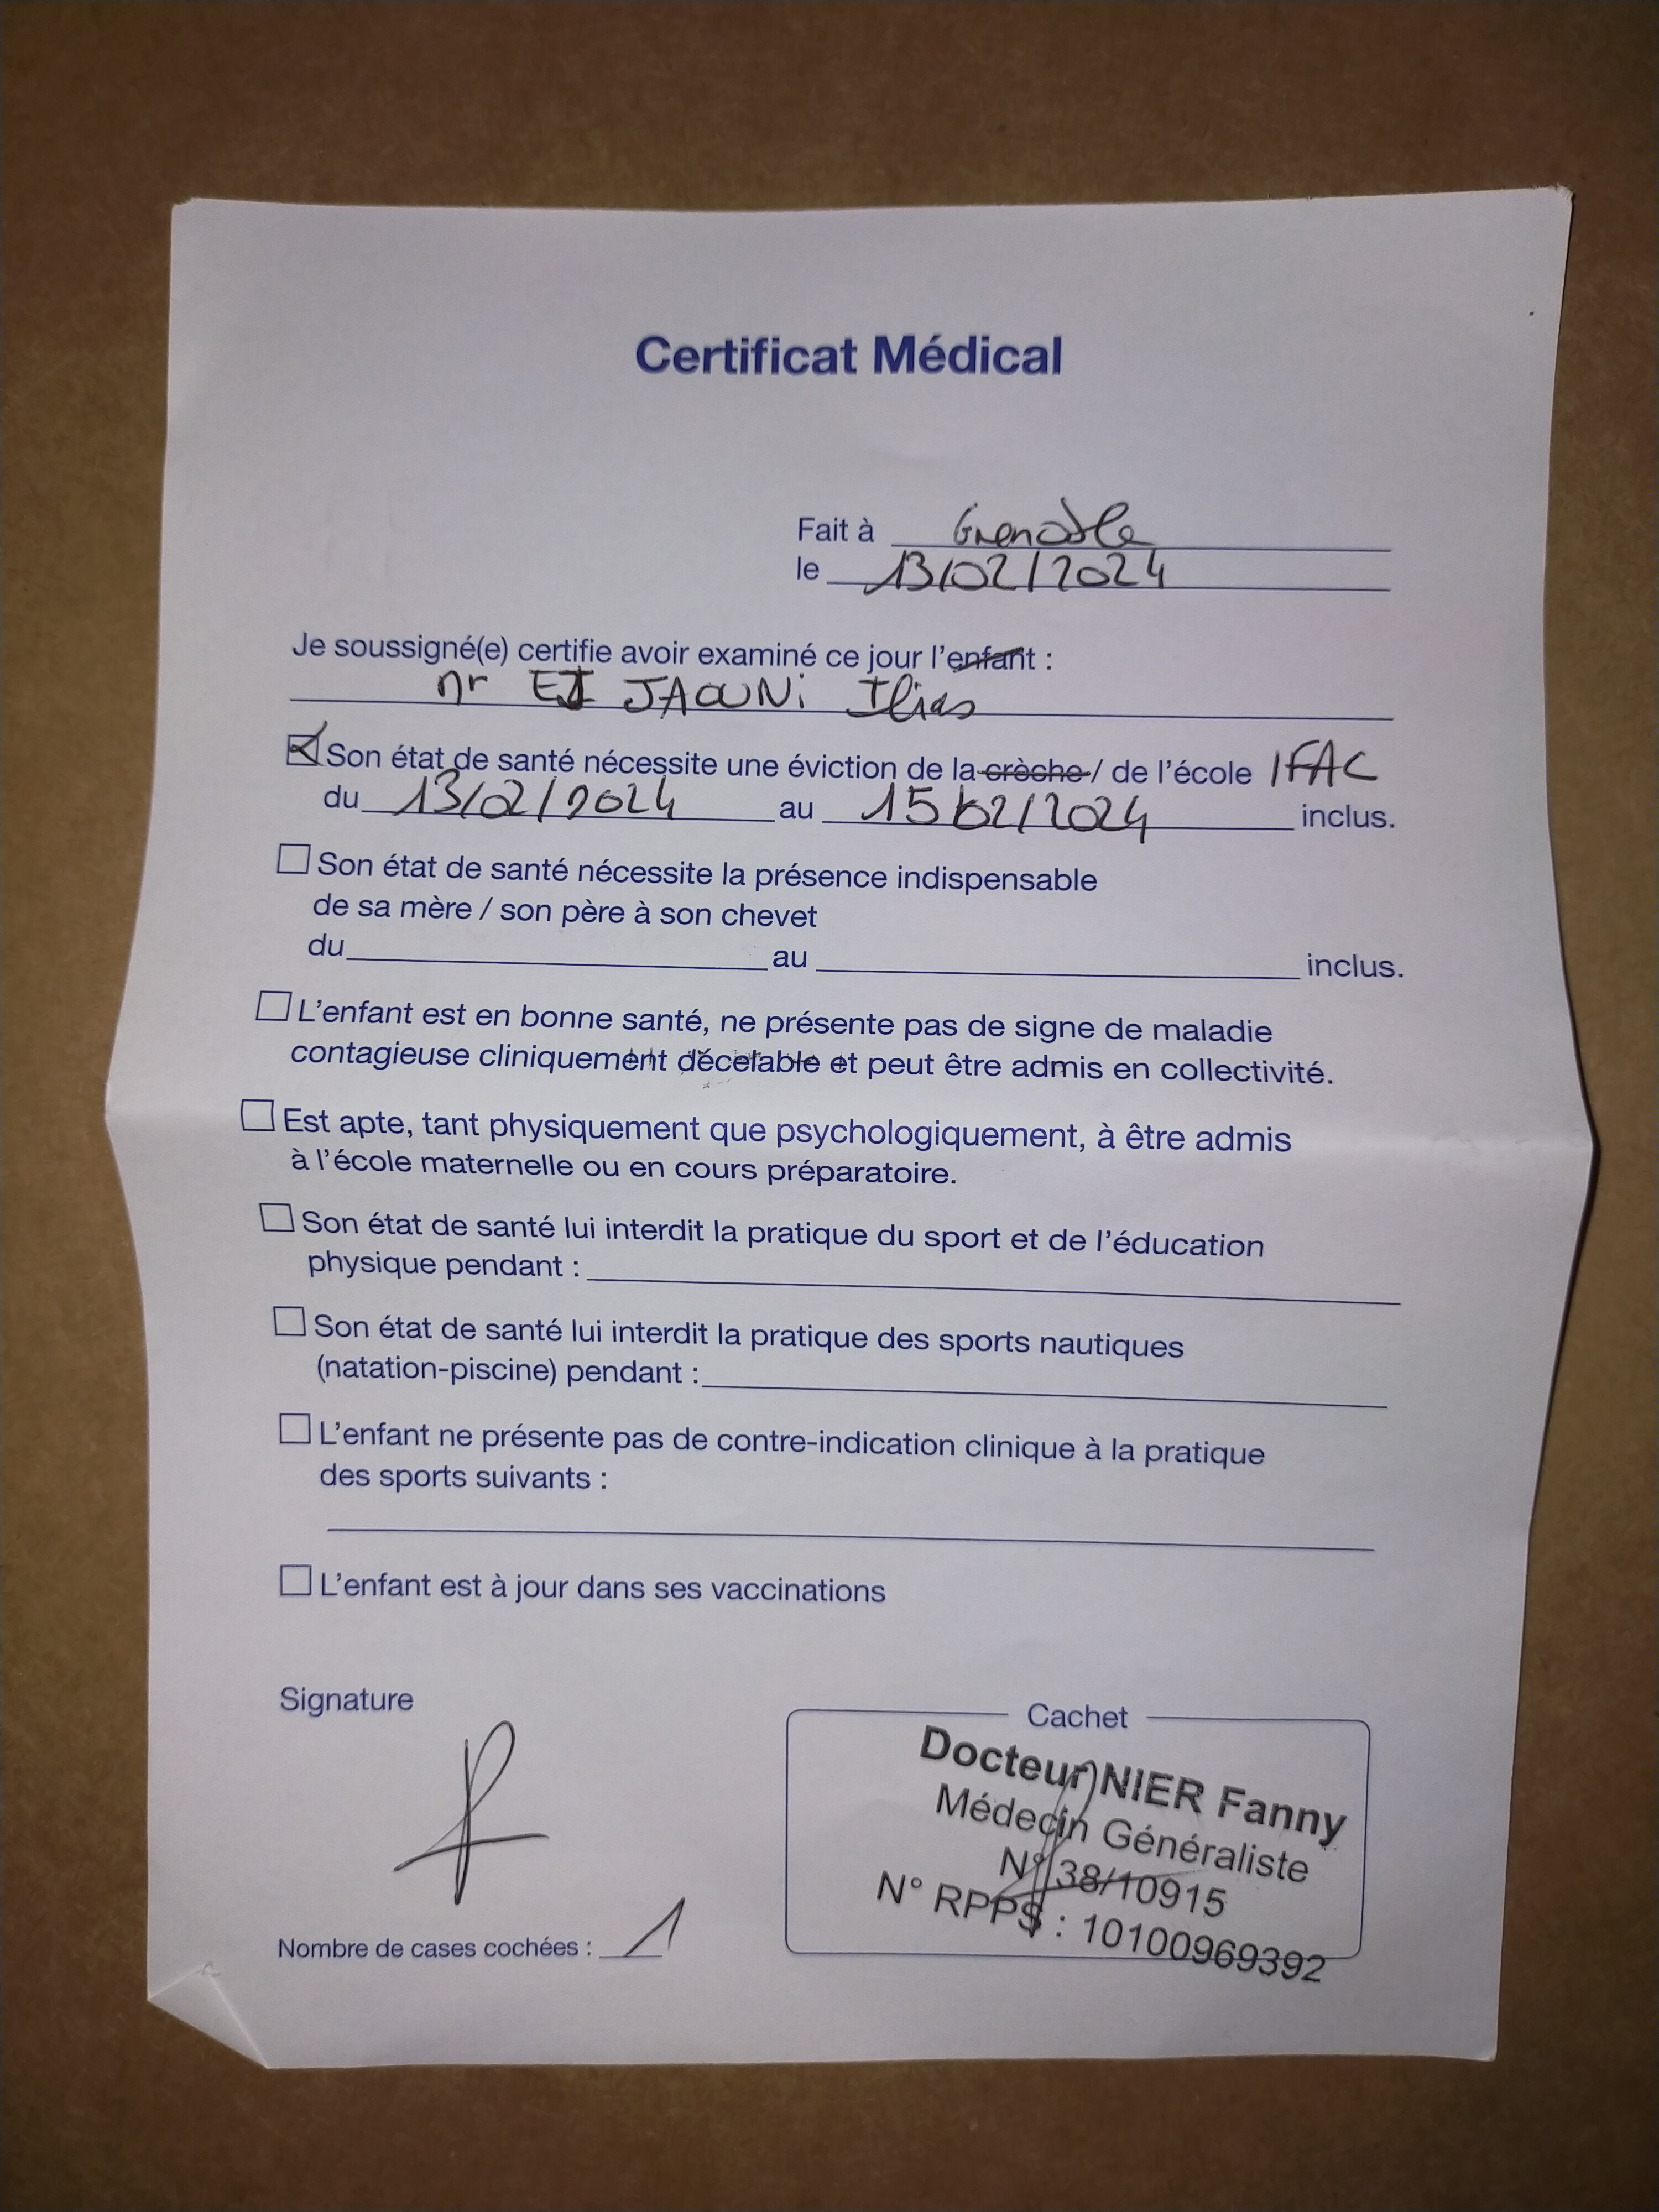 Certificat Médical
Fait à Grenoble
le 13/02/2024
Je soussigné(e) certifie avoir examiné ce jour l'enfant :
Mr EJ JAOUNi Ilias
Son état de santé nécessite une éviction de la crèche / de l'école IFAC
du 13/02/2024 au 15/02/2024 inclus.
Son état de santé nécessite la présence indispensable
de sa mère / son père à son chevet
du au inclus.
L'enfant est en bonne santé, ne présente pas de signe de maladie
contagieuse cliniquement décelable et peut être admis en collectivité.
Est apte, tant physiquement que psychologiquement, à être admis
à l'école maternelle ou en cours préparatoire.
Son état de santé lui interdit la pratique du sport et de l'éducation
physique pendant :
Son état de santé lui interdit la pratique des sports nautiques
(natation-piscine) pendant :
L'enfant ne présente pas de contre-indication clinique à la pratique
des sports suivants :
L'enfant est à jour dans ses vaccinations
Signature
Nombre de cases cochées : 1
Cachet
Docteur NIER Fanny
Médecin Généraliste
N° 38/10915
N° RPPS : 10100969392